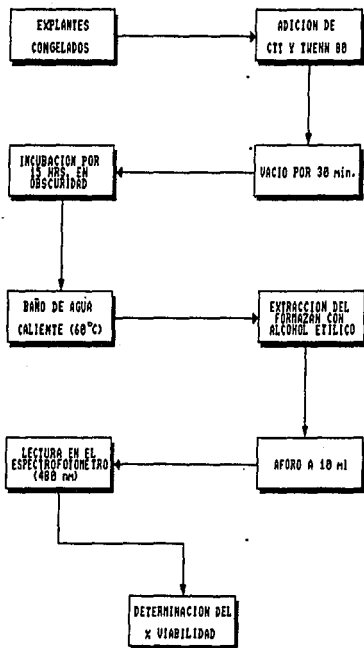 EXPLANTES
CONGELADOS
ADICION DE
CTT Y TWEHN 80
VACIO POR 30 min.
INCUBACION POR
15 HRS. EN
OBSCURIDAD
BAÑO DE AGUA
CALIENTE (60°C)
EXTRACCION DEL
FORMAZAN CON
ALCOHOL ETILICO
AFORO A 10 ml
LECTURA EN EL
ESPECTROFOTOMETRO
(480 nm)
DETERMINACION DEL
% VIABILIDAD